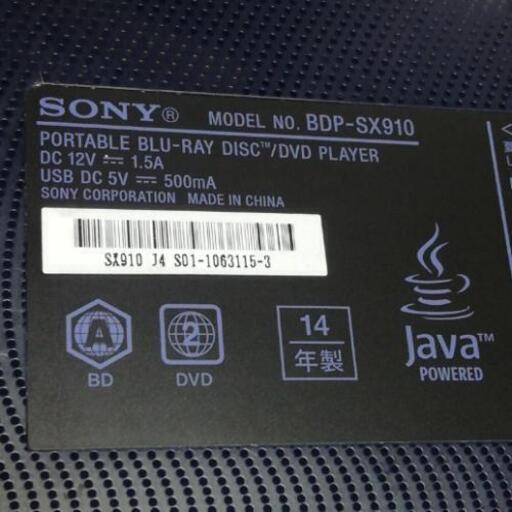 SONY® MODEL NO. BDP-SX910
PORTABLE BLU-RAY DISC™/DVD PLAYER
DC 12V ⎓ 1.5A
USB DC 5V ⎓ 500mA
SONY CORPORATION MADE IN CHINA
SX910 J4 S01-1063115-3
A
BD
2
DVD
14
年製
Java™
POWERED